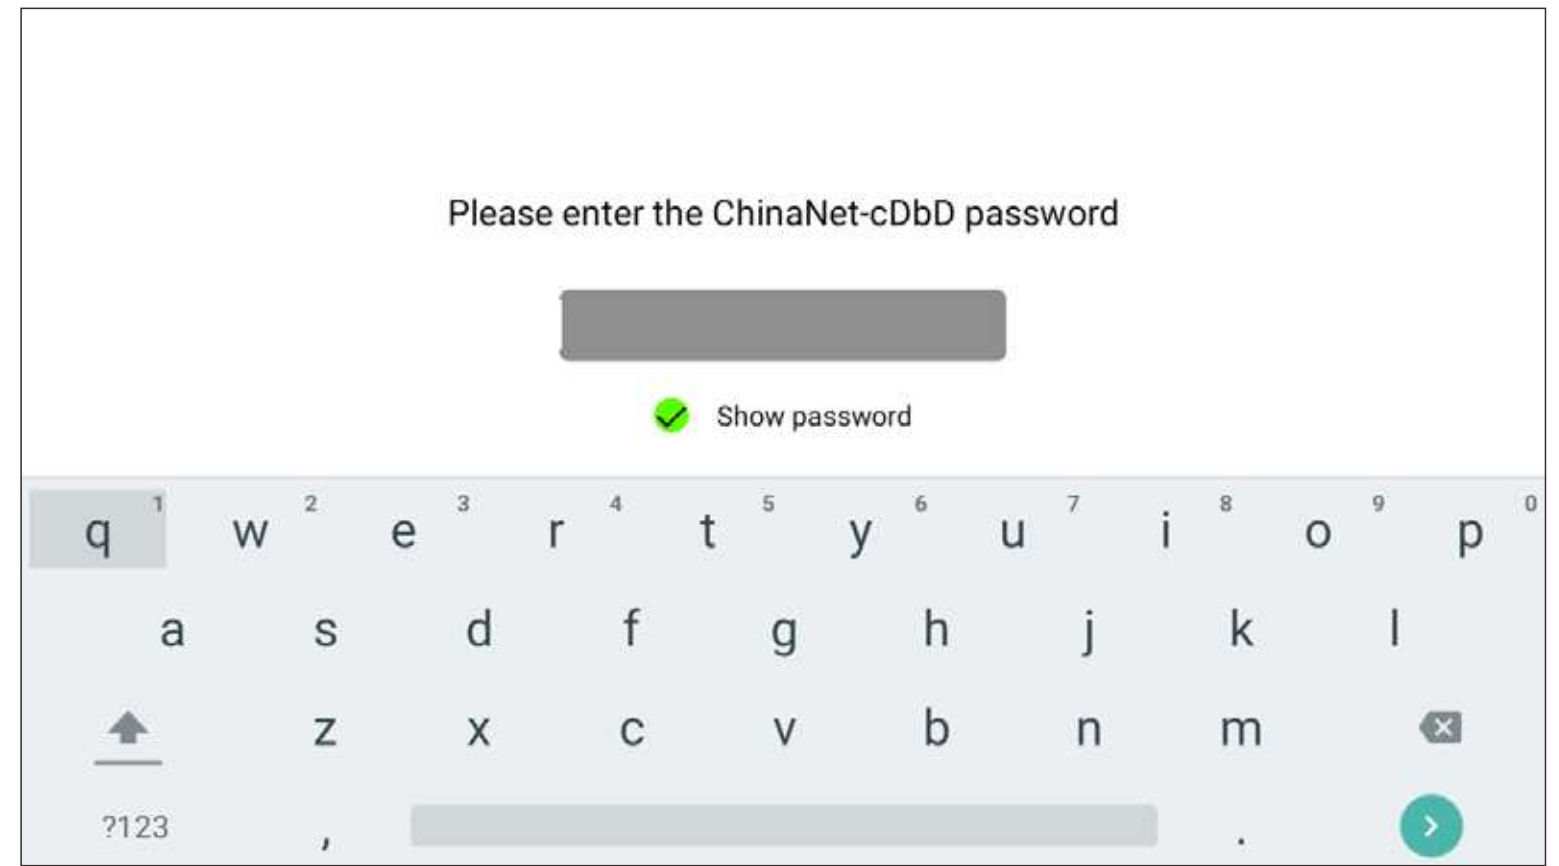 Please enter the ChinaNet-cDbD password
Show password
q 1 w 2 e 3 r 4 t 5 y 6 u 7 i 8 o 9 p 0
a s d f g h j k l
z x c v b n m
?123 , .